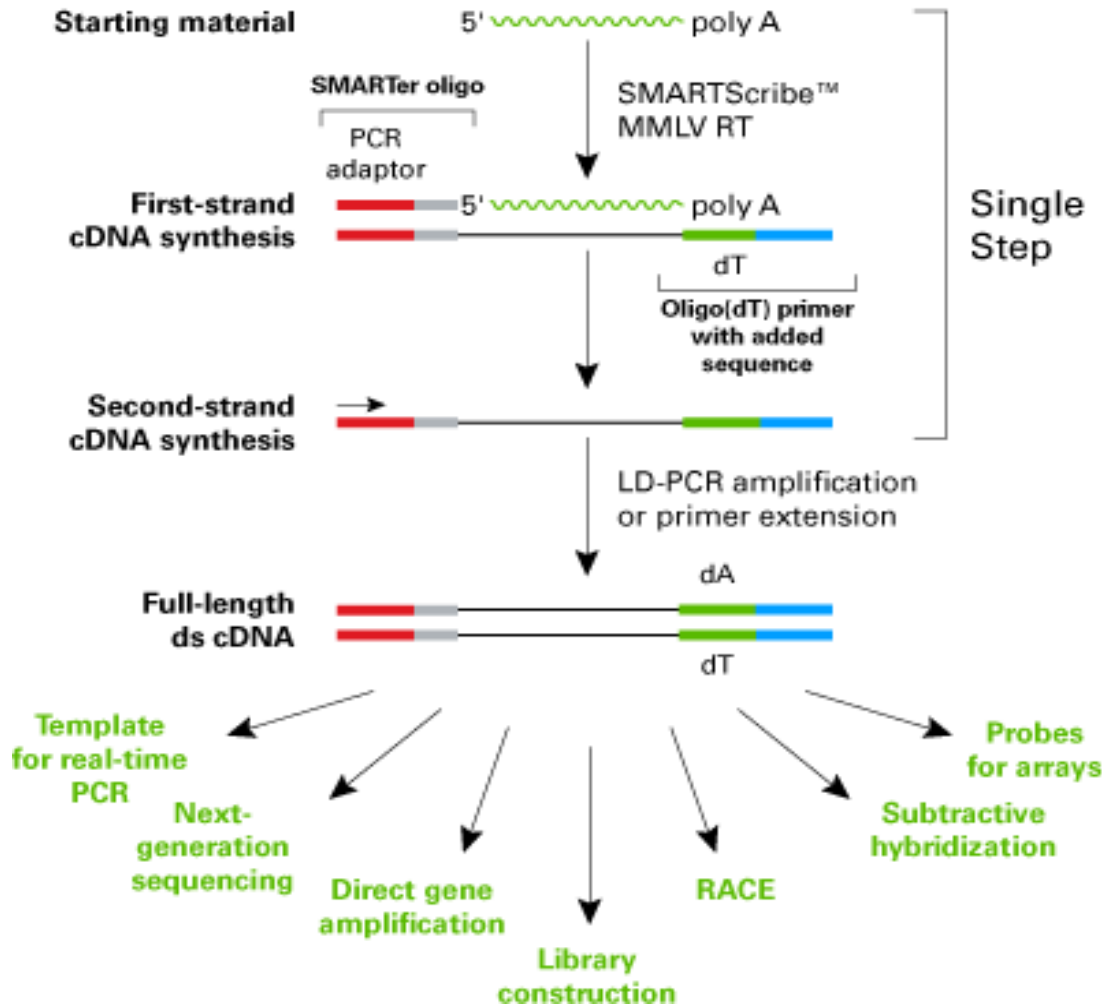 Starting material
5' poly A
SMARTer oligo
SMARTScribe™
MMLV RT
PCR
adaptor
First-strand
cDNA synthesis
5' poly A
Single
Step
dT
Oligo(dT) primer
with added
sequence
Second-strand
cDNA synthesis
LD-PCR amplification
or primer extension
dA
Full-length
ds cDNA
dT
Template
for real-time
PCR
Next-
generation
sequencing
Direct gene
amplification
Library
construction
RACE
Subtractive
hybridization
Probes
for arrays